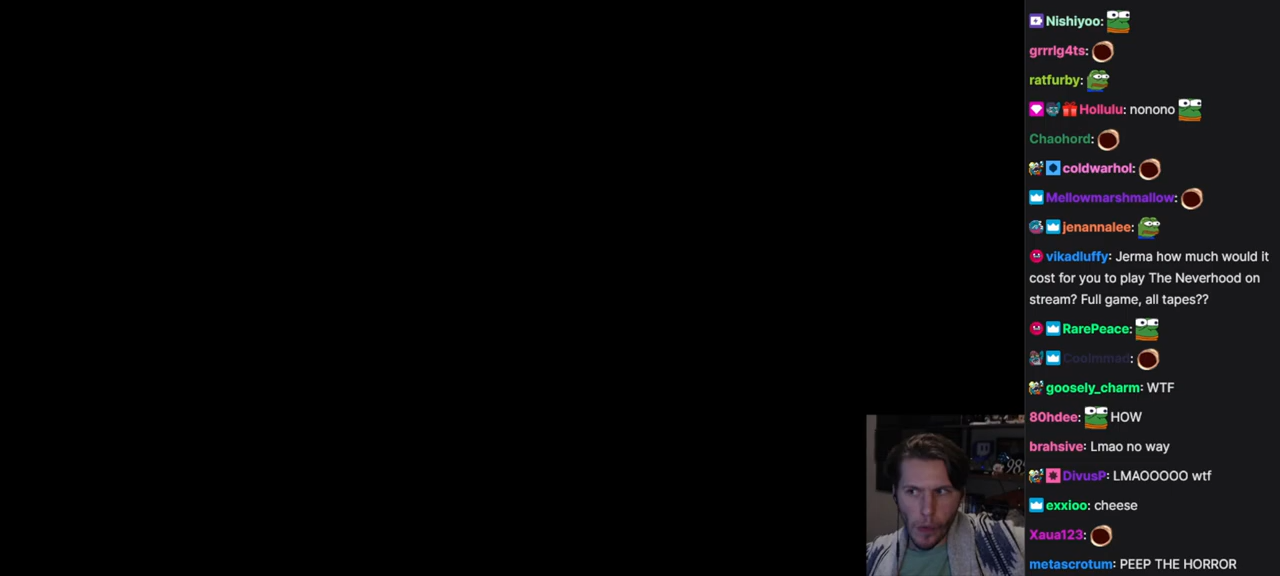 Nishiyoo:
grrrlg4ts:
ratfurby:
Hollulu: nonono
Chaohord:
coldwarhol:
Mellowmarshmallow:
jenannalee:
vikadluffy: Jerma how much would it
cost for you to play The Neverhood on
stream? Full game, all tapes??
RarePeace:
Coolmmad:
goosely_charm: WTF
80hdee: HOW
brahsive: Lmao no way
DivusP: LMAOOOOO wtf
exxioo: cheese
Xaua123:
metascrotum: PEEP THE HORROR